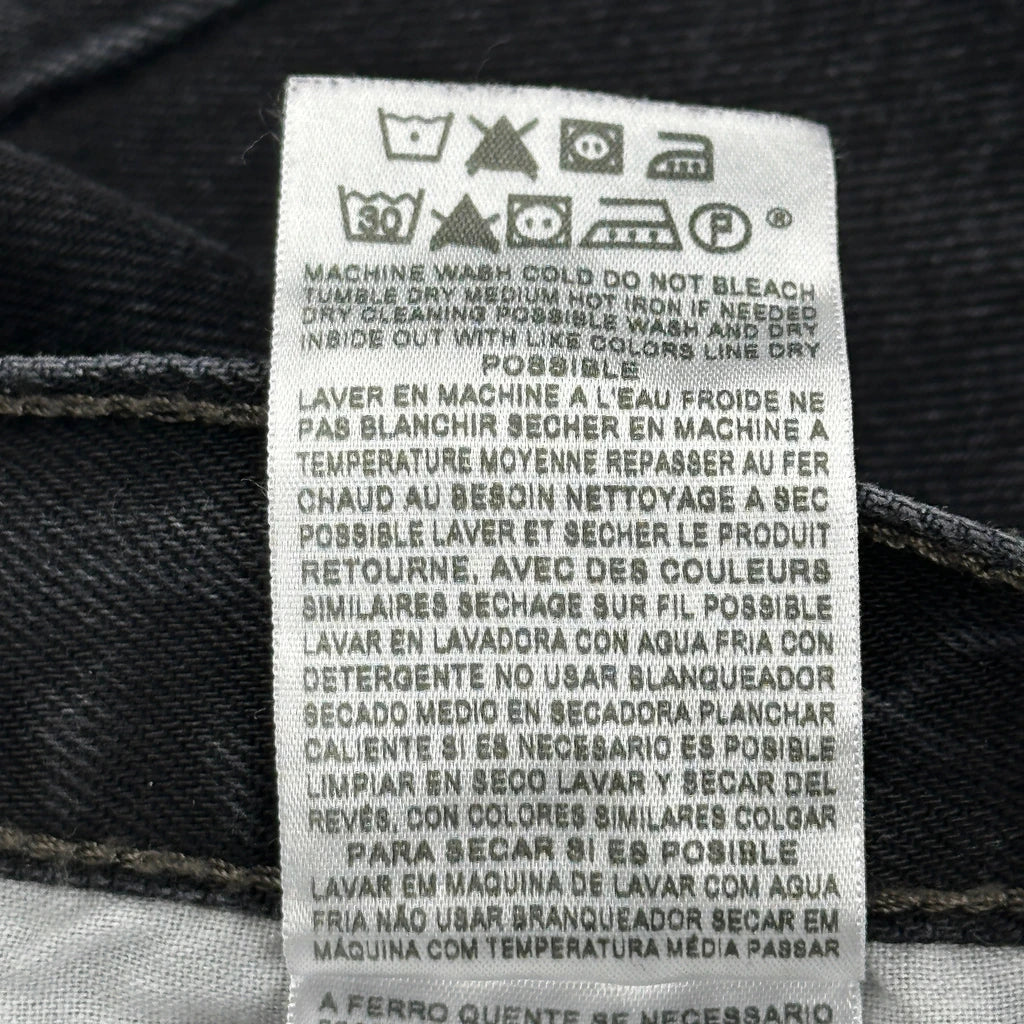 30 P ®
MACHINE WASH COLD DO NOT BLEACH
TUMBLE DRY MEDIUM HOT IRON IF NEEDED
DRY CLEANING POSSIBLE WASH AND DRY
INSIDE OUT WITH LIKE COLORS LINE DRY
POSSIBLE
LAVER EN MACHINE A L'EAU FROIDE NE
PAS BLANCHIR SECHER EN MACHINE A
TEMPERATURE MOYENNE REPASSER AU FER
CHAUD AU BESOIN NETTOYAGE A SEC
POSSIBLE LAVER ET SECHER LE PRODUIT
RETOURNE, AVEC DES COULEURS
SIMILAIRES SECHAGE SUR FIL POSSIBLE
LAVAR EN LAVADORA CON AGUA FRIA CON
DETERGENTE NO USAR BLANQUEADOR
SECADO MEDIO EN SECADORA PLANCHAR
CALIENTE SI ES NECESARIO ES POSIBLE
LIMPIAR EN SECO LAVAR Y SECAR DEL
REVÉS, CON COLORES SIMILARES COLGAR
PARA SECAR SI ES POSIBLE
LAVAR EM MAQUINA DE LAVAR COM AGUA
FRIA NÃO USAR BRANQUEADOR SECAR EM
MÁQUINA COM TEMPERATURA MÉDIA PASSAR
A FERRO QUENTE SE NECESSARIO